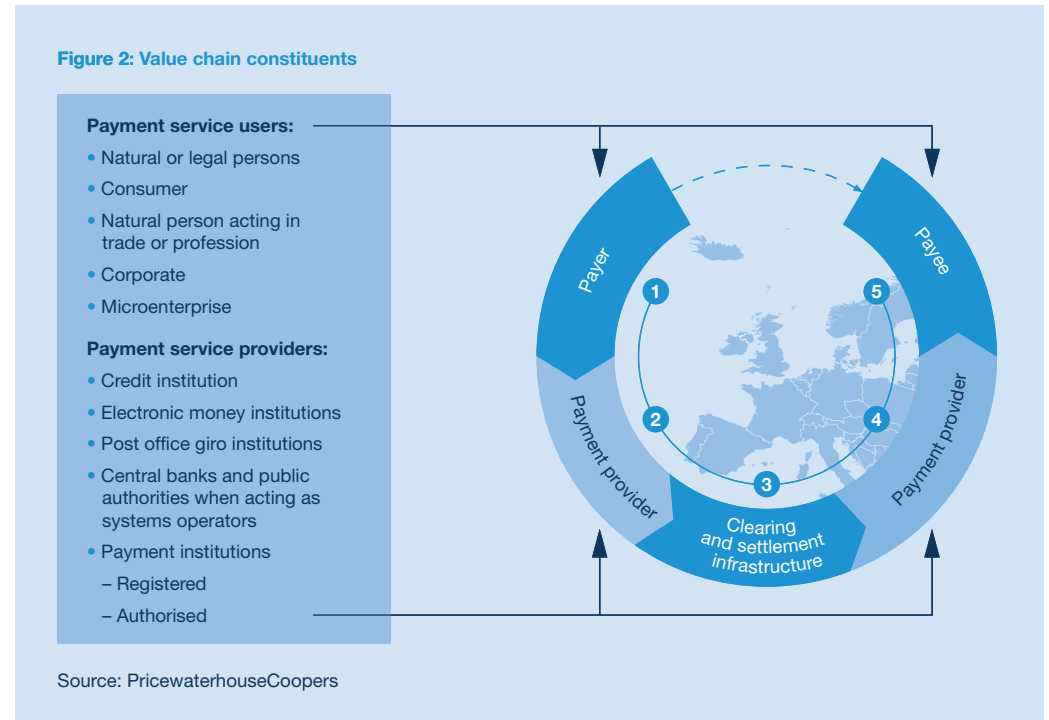 Figure 2: Value chain constituents
Payment service users:
• Natural or legal persons
• Consumer
• Natural person acting in
trade or profession
• Corporate
• Microenterprise
Payment service providers:
• Credit institution
• Electronic money institutions
• Post office giro institutions
• Central banks and public
authorities when acting as
systems operators
• Payment institutions
– Registered
– Authorised
Payer
Payee
1
5
2
4
3
Payment provider
Payment provider
Clearing
and settlement
infrastructure
Source: PricewaterhouseCoopers